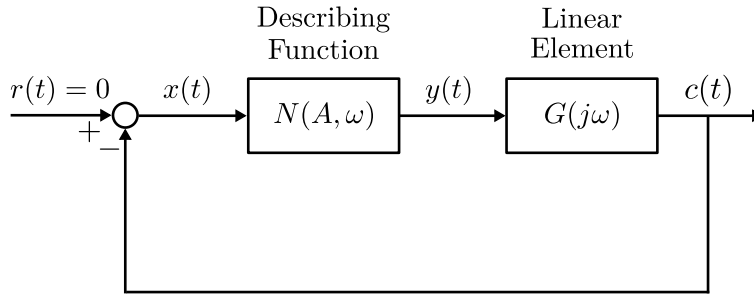 Describing
Function
Linear
Element
r(t) = 0
x(t)
N(A, ω)
y(t)
G(jω)
c(t)
+
−